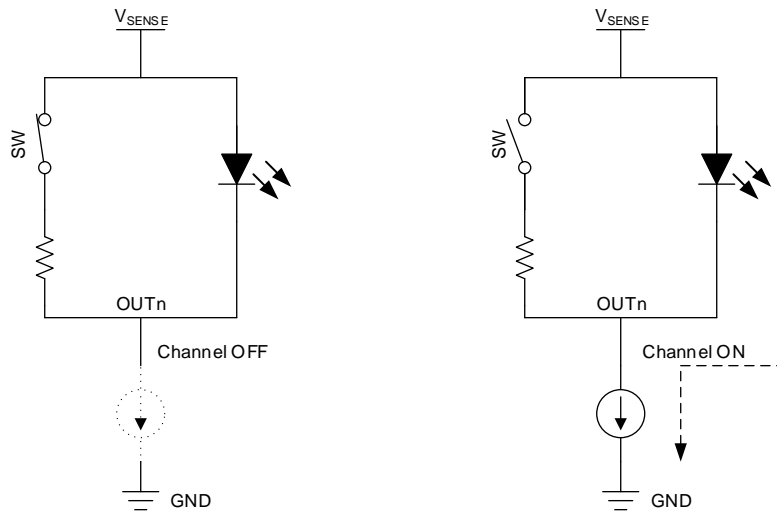 VSENSE
SW
OUTn
Channel OFF
GND
VSENSE
SW
OUTn
Channel ON
GND